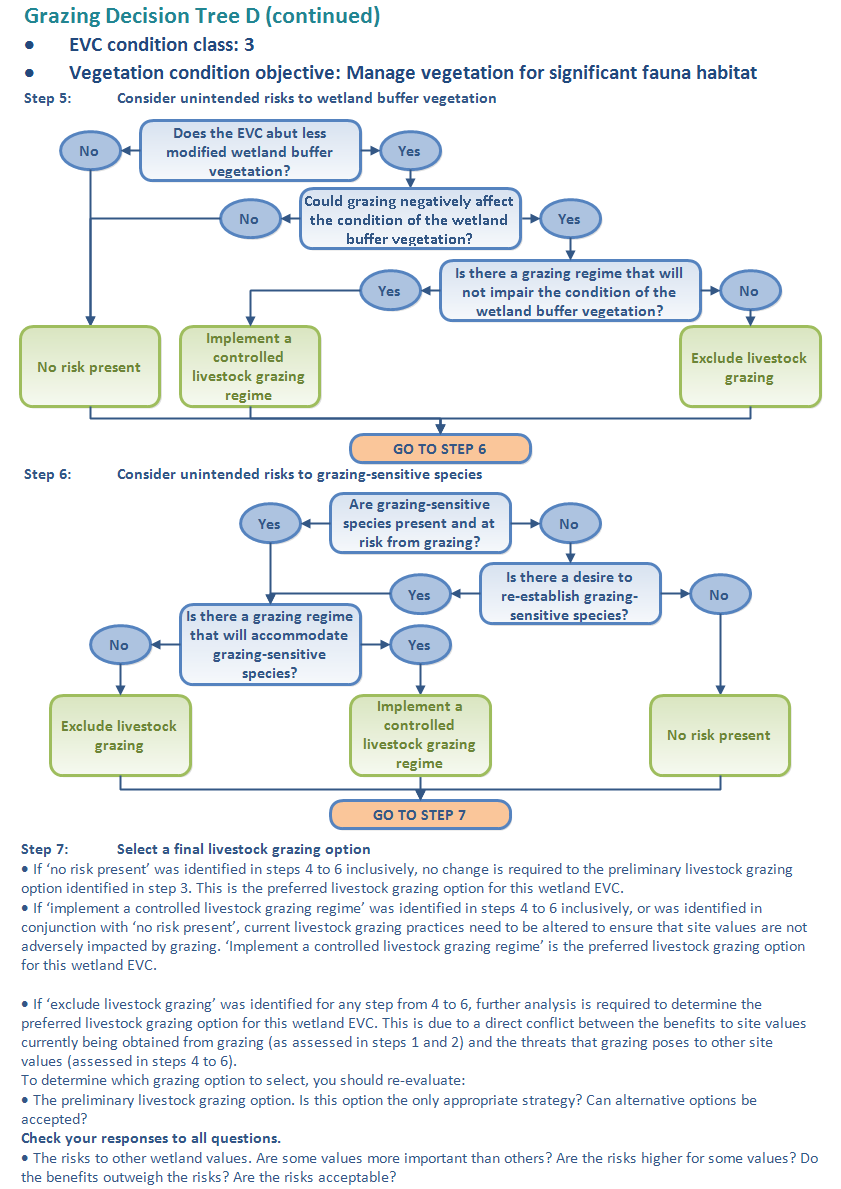 Grazing Decision Tree D (continued)
• EVC condition class: 3
• Vegetation condition objective: Manage vegetation for significant fauna habitat
Step 5: Consider unintended risks to wetland buffer vegetation
Does the EVC abut less
modified wetland buffer
vegetation?
No
Yes
Could grazing negatively affect
the condition of the wetland
buffer vegetation?
No
Yes
Is there a grazing regime that will
not impair the condition of the
wetland buffer vegetation?
Yes
No
No risk present
Implement a
controlled
livestock grazing
regime
Exclude livestock
grazing
GO TO STEP 6
Step 6: Consider unintended risks to grazing-sensitive species
Are grazing-sensitive
species present and at
risk from grazing?
Yes
No
Is there a desire to
re-establish grazing-
sensitive species?
Yes
No
Is there a grazing regime
that will accommodate
grazing-sensitive
species?
No
Yes
Exclude livestock
grazing
Implement a
controlled
livestock grazing
regime
No risk present
GO TO STEP 7
Step 7: Select a final livestock grazing option
• If ‘no risk present’ was identified in steps 4 to 6 inclusively, no change is required to the preliminary livestock grazing
option identified in step 3. This is the preferred livestock grazing option for this wetland EVC.
• If ‘implement a controlled livestock grazing regime’ was identified in steps 4 to 6 inclusively, or was identified in
conjunction with ‘no risk present’, current livestock grazing practices need to be altered to ensure that site values are not
adversely impacted by grazing. ‘Implement a controlled livestock grazing regime’ is the preferred livestock grazing option
for this wetland EVC.
• If ‘exclude livestock grazing’ was identified for any step from 4 to 6, further analysis is required to determine the
preferred livestock grazing option for this wetland EVC. This is due to a direct conflict between the benefits to site values
currently being obtained from grazing (as assessed in steps 1 and 2) and the threats that grazing poses to other site
values (assessed in steps 4 to 6).
To determine which grazing option to select, you should re-evaluate:
• The preliminary livestock grazing option. Is this option the only appropriate strategy? Can alternative options be
accepted?
Check your responses to all questions.
• The risks to other wetland values. Are some values more important than others? Are the risks higher for some values? Do
the benefits outweigh the risks? Are the risks acceptable?